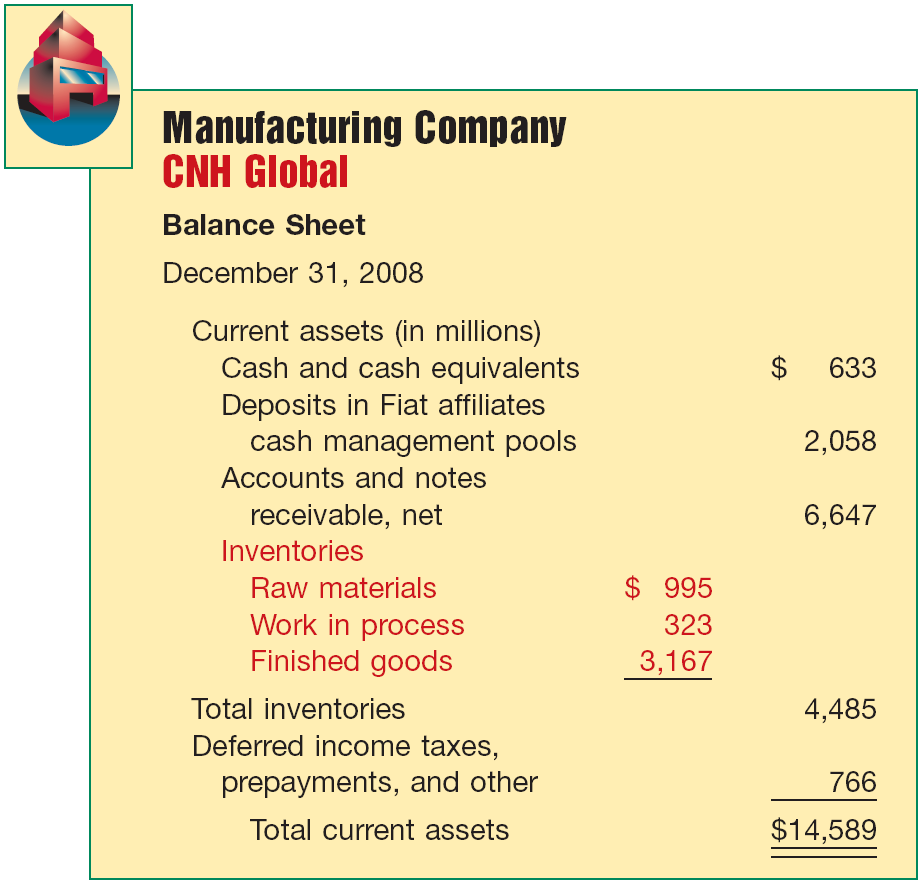 Manufacturing Company
CNH Global
Balance Sheet
December 31, 2008
Current assets (in millions)
Cash and cash equivalents $ 633
Deposits in Fiat affiliates
cash management pools 2,058
Accounts and notes
receivable, net 6,647
Inventories
Raw materials $ 995
Work in process 323
Finished goods 3,167
Total inventories 4,485
Deferred income taxes,
prepayments, and other 766
Total current assets $14,589